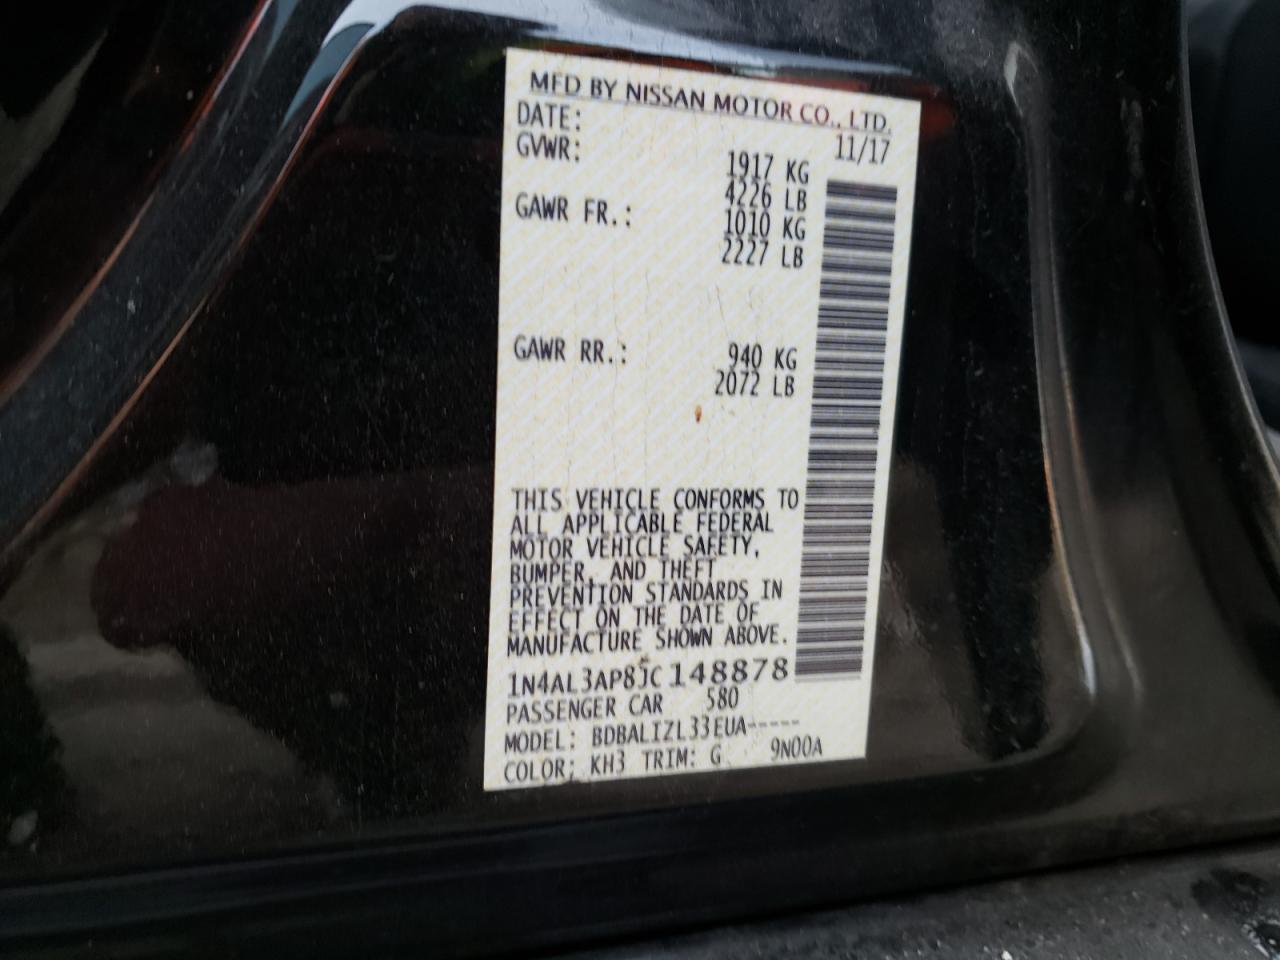 MFD BY NISSAN MOTOR CO., LTD.
DATE: 11/17
GVWR: 1917 KG
4226 LB
GAWR FR.: 1010 KG
2227 LB
GAWR RR.: 940 KG
2072 LB
THIS VEHICLE CONFORMS TO
ALL APPLICABLE FEDERAL
MOTOR VEHICLE SAFETY,
BUMPER, AND THEFT
PREVENTION STANDARDS IN
EFFECT ON THE DATE OF
MANUFACTURE SHOWN ABOVE.
1N4AL3AP8JC148878
PASSENGER CAR 580
MODEL: BDBALIZL33EUA-----
COLOR: KH3 TRIM: G 9N00A